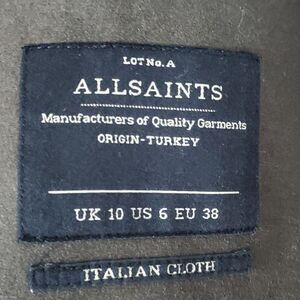 LOT No. A
ALLSAINTS
Manufacturers of Quality Garments
ORIGIN-TURKEY
UK 10 US 6 EU 38
ITALIAN CLOTH